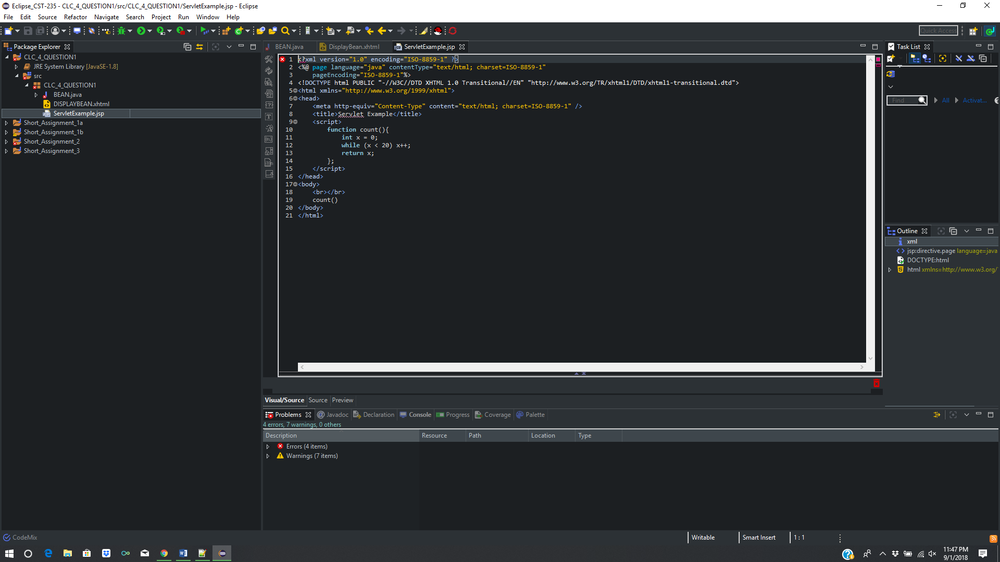 Eclipse_CST-235 - CLC_4_QUESTION1/src/CLC_4_QUESTION1/ServletExample.jsp - Eclipse
File Edit Source Refactor Navigate Search Project Run Window Help
Quick Access
Package Explorer
CLC_4_QUESTION1
JRE System Library [JavaSE-1.8]
src
CLC_4_QUESTION1
BEAN.java
DISPLAYBEAN.xhtml
ServletExample.jsp
Short_Assignment_1a
Short_Assignment_1b
Short_Assignment_2
Short_Assignment_3
BEAN.java DisplayBean.xhtml ServletExample.jsp
1 <?xml version="1.0" encoding="ISO-8859-1" ?>
2 <%@ page language="java" contentType="text/html; charset=ISO-8859-1"
3 pageEncoding="ISO-8859-1"%>
4 <!DOCTYPE html PUBLIC "-//W3C//DTD XHTML 1.0 Transitional//EN" "http://www.w3.org/TR/xhtml1/DTD/xhtml1-transitional.dtd">
5 <html xmlns="http://www.w3.org/1999/xhtml">
6 <head>
7 <meta http-equiv="Content-Type" content="text/html; charset=ISO-8859-1" />
8 <title>Servlet Example</title>
9 <script>
10 function count(){
11 int x = 0;
12 while (x < 20) x++;
13 return x;
14 };
15 </script>
16 </head>
17 <body>
18 <br></br>
19 count()
20 </body>
21 </html>
Visual/Source Source Preview
Task List
Find All Activat...
Outline
xml
jsp:directive.page language=java
DOCTYPE:html
html xmlns=http://www.w3.org/
Problems Javadoc Declaration Console Progress Coverage Palette
4 errors, 7 warnings, 0 others
Description Resource Path Location Type
Errors (4 items)
Warnings (7 items)
CodeMix
Writable Smart Insert 1 : 1
11:47 PM
9/1/2018